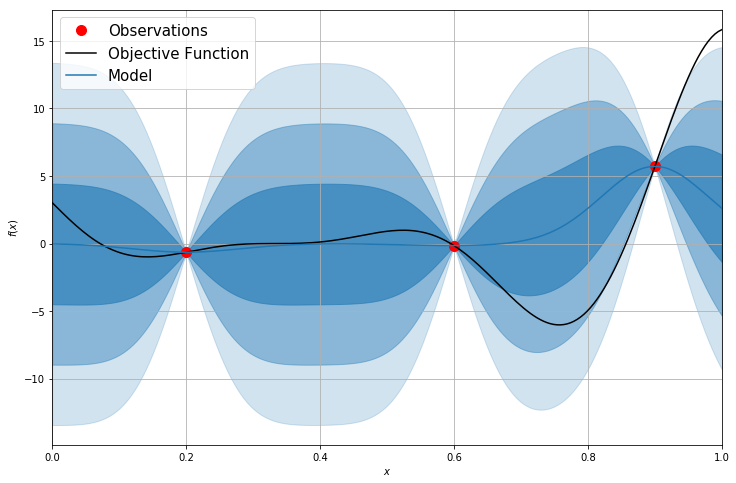 Observations
Objective Function
Model
15
10
5
0
−5
−10
f(x)
0.0 0.2 0.4 0.6 0.8 1.0
x